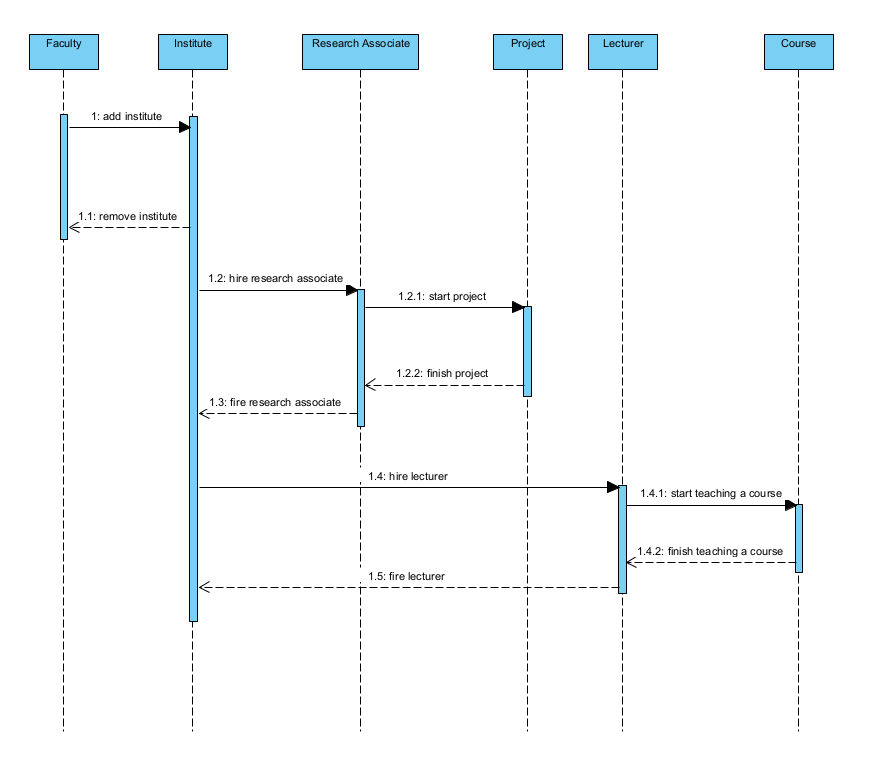 Faculty
Institute
Research Associate
Project
Lecturer
Course
1: add institute
1.1: remove institute
1.2: hire research associate
1.2.1: start project
1.2.2: finish project
1.3: fire research associate
1.4: hire lecturer
1.4.1: start teaching a course
1.4.2: finish teaching a course
1.5: fire lecturer